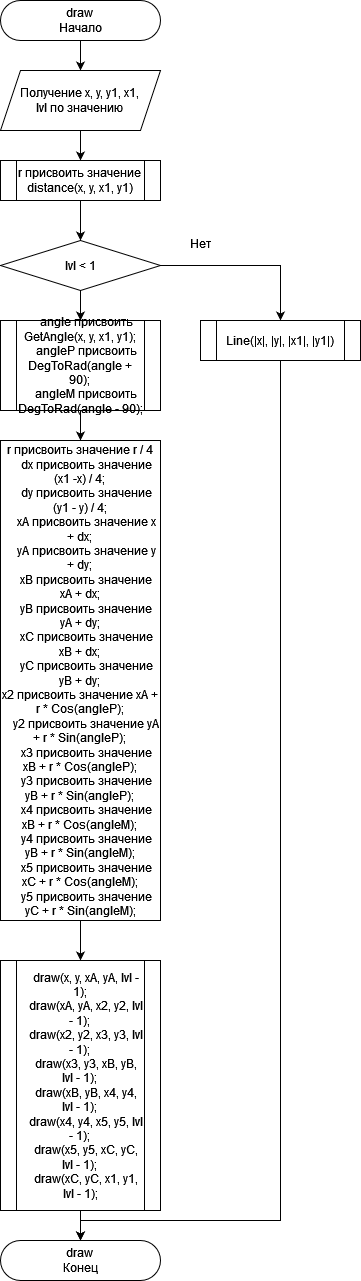 draw
Начало
Получение x, y, y1, x1,
lvl по значению
r присвоить значение
distance(x, y, x1, y1)
Нет
lvl < 1
angle присвоить
GetAngle(x, y, x1, y1);
angleP присвоить
DegToRad(angle +
90);
angleM присвоить
DegToRad(angle - 90);
Line(|x|, |y|, |x1|, |y1|)
r присвоить значение r / 4
dx присвоить значение
(x1 -x) / 4;
dy присвоить значение
(y1 - y) / 4;
xA присвоить значение x
+ dx;
yA присвоить значение y
+ dy;
xB присвоить значение
xA + dx;
yB присвоить значение
yA + dy;
xC присвоить значение
xB + dx;
yC присвоить значение
yB + dy;
x2 присвоить значение xA +
r * Cos(angleP);
y2 присвоить значение yA
+ r * Sin(angleP);
x3 присвоить значение
xB + r * Cos(angleP);
y3 присвоить значение
yB + r * Sin(angleP);
x4 присвоить значение
xB + r * Cos(angleM);
y4 присвоить значение
yB + r * Sin(angleM);
x5 присвоить значение
xC + r * Cos(angleM);
y5 присвоить значение
yC + r * Sin(angleM);
draw(x, y, xA, yA, lvl -
1);
draw(xA, yA, x2, y2, lvl
- 1);
draw(x2, y2, x3, y3, lvl
- 1);
draw(x3, y3, xB, yB,
lvl - 1);
draw(xB, yB, x4, y4,
lvl - 1);
draw(x4, y4, x5, y5, lvl
- 1);
draw(x5, y5, xC, yC,
lvl - 1);
draw(xC, yC, x1, y1,
lvl - 1);
draw
Конец